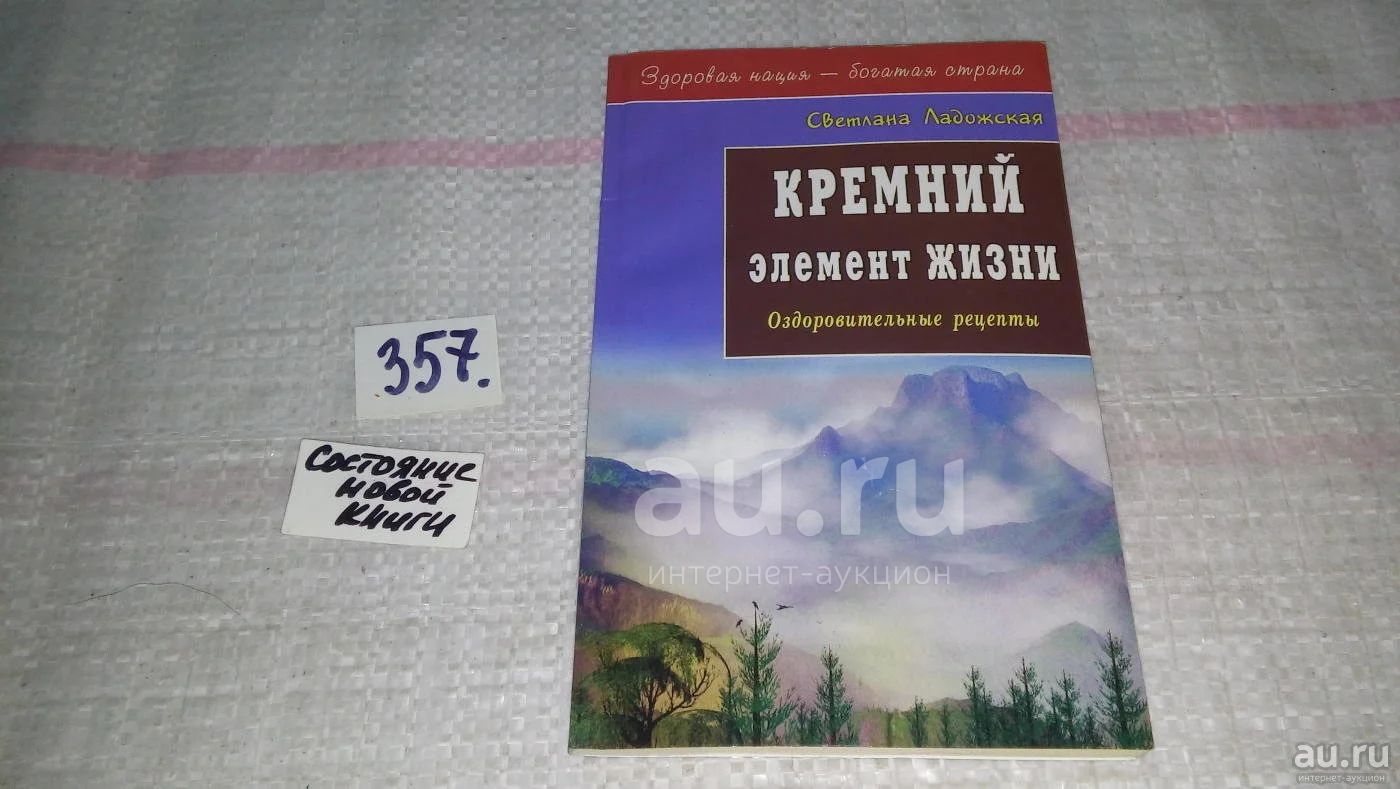 Здоровая нация — богатая страна
Светлана Ладожская
КРЕМНИЙ
элемент ЖИЗНИ
Оздоровительные рецепты
357.
Состояние
новой
книги
au.ru
интернет-аукцион
au.ru
интернет-аукцион